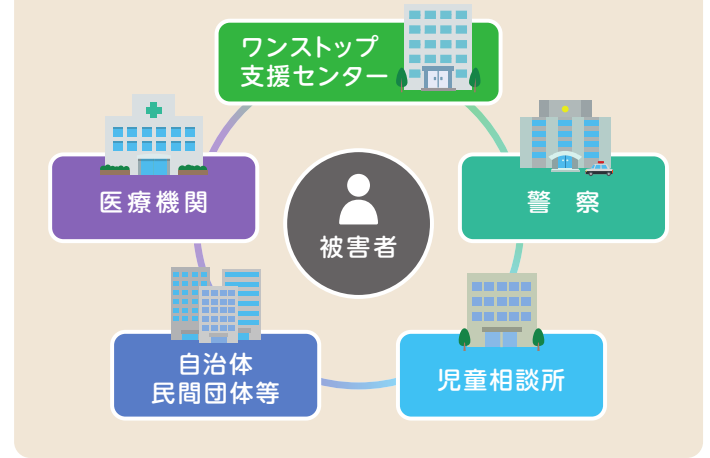 ワンストップ
支援センター
医療機関
警 察
被害者
自治体
民間団体等
児童相談所